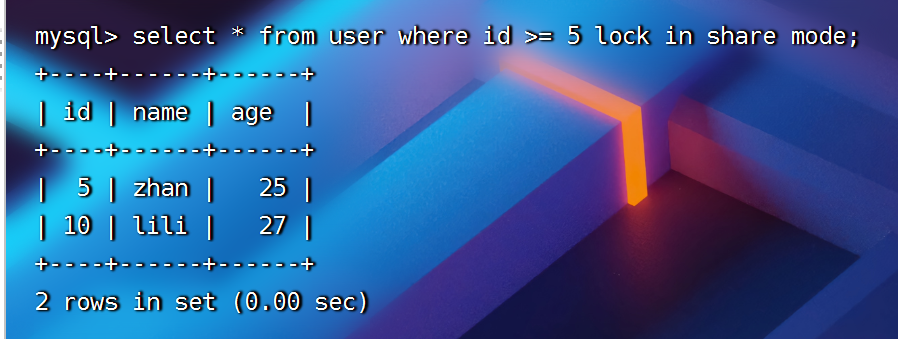 mysql> select * from user where id >= 5 lock in share mode;
+----+------+------+
| id | name | age  |
+----+------+------+
|  5 | zhan |   25 |
| 10 | lili |   27 |
+----+------+------+
2 rows in set (0.00 sec)